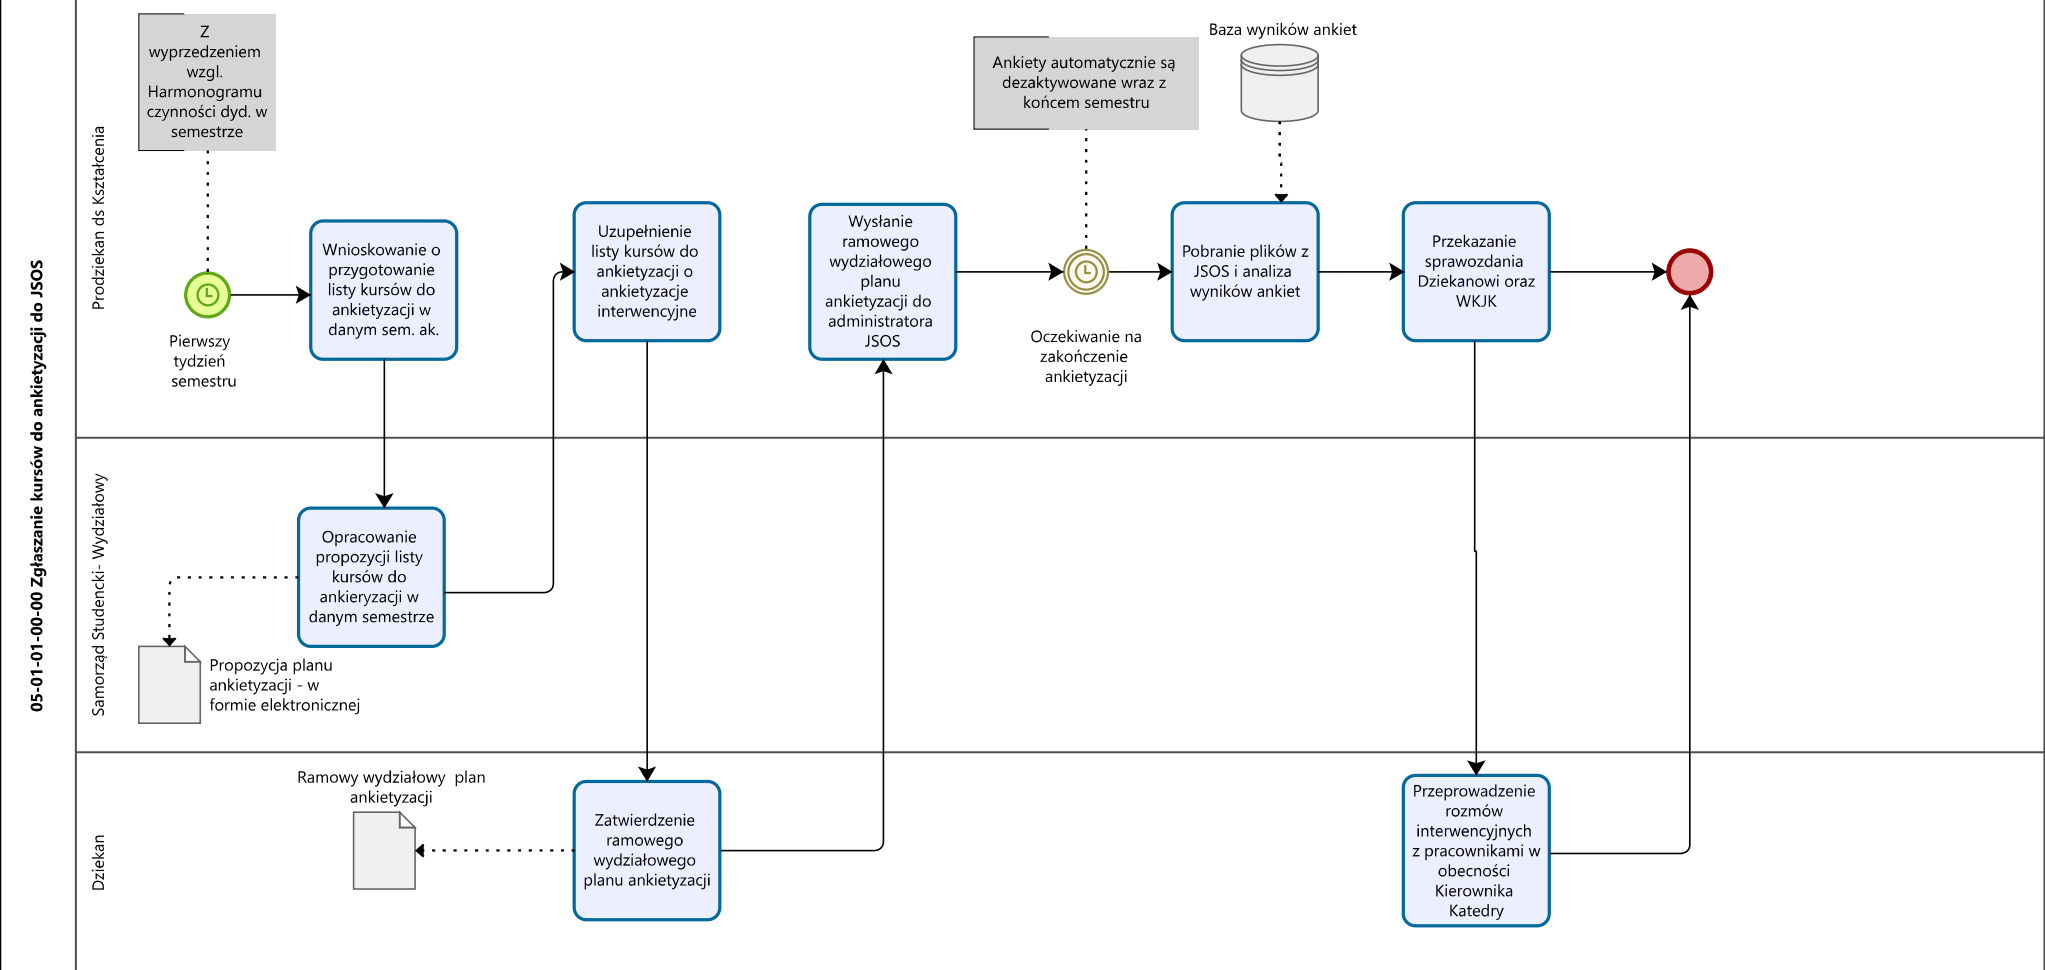 05-01-01-00-00 Zgłaszanie kursów do ankietyzacji do JSOS
Prodziekan ds Kształcenia
Z
wyprzedzeniem
wzgl.
Harmonogramu
czynności dyd. w
semestrze
Pierwszy
tydzień
semestru
Wnioskowanie o
przygotowanie
listy kursów do
ankietyzacji w
danym sem. ak.
Uzupełnienie
listy kursów do
ankietyzacji o
ankietyzacje
interwencyjne
Wysłanie
ramowego
wydziałowego
planu
ankietyzacji do
administratora
JSOS
Ankiety automatycznie są
dezaktywowane wraz z
końcem semestru
Oczekiwanie na
zakończenie
ankietyzacji
Baza wyników ankiet
Pobranie plików z
JSOS i analiza
wyników ankiet
Przekazanie
sprawozdania
Dziekanowi oraz
WKJK
Samorząd Studencki- Wydziałowy
Opracowanie
propozycji listy
kursów do
ankieryzacji w
danym semestrze
Propozycja planu
ankietyzacji - w
formie elektronicznej
Dziekan
Ramowy wydziałowy  plan
ankietyzacji
Zatwierdzenie
ramowego
wydziałowego
planu ankietyzacji
Przeprowadzenie
rozmów
interwencyjnych
z pracownikami w
obecności
Kierownika
Katedry